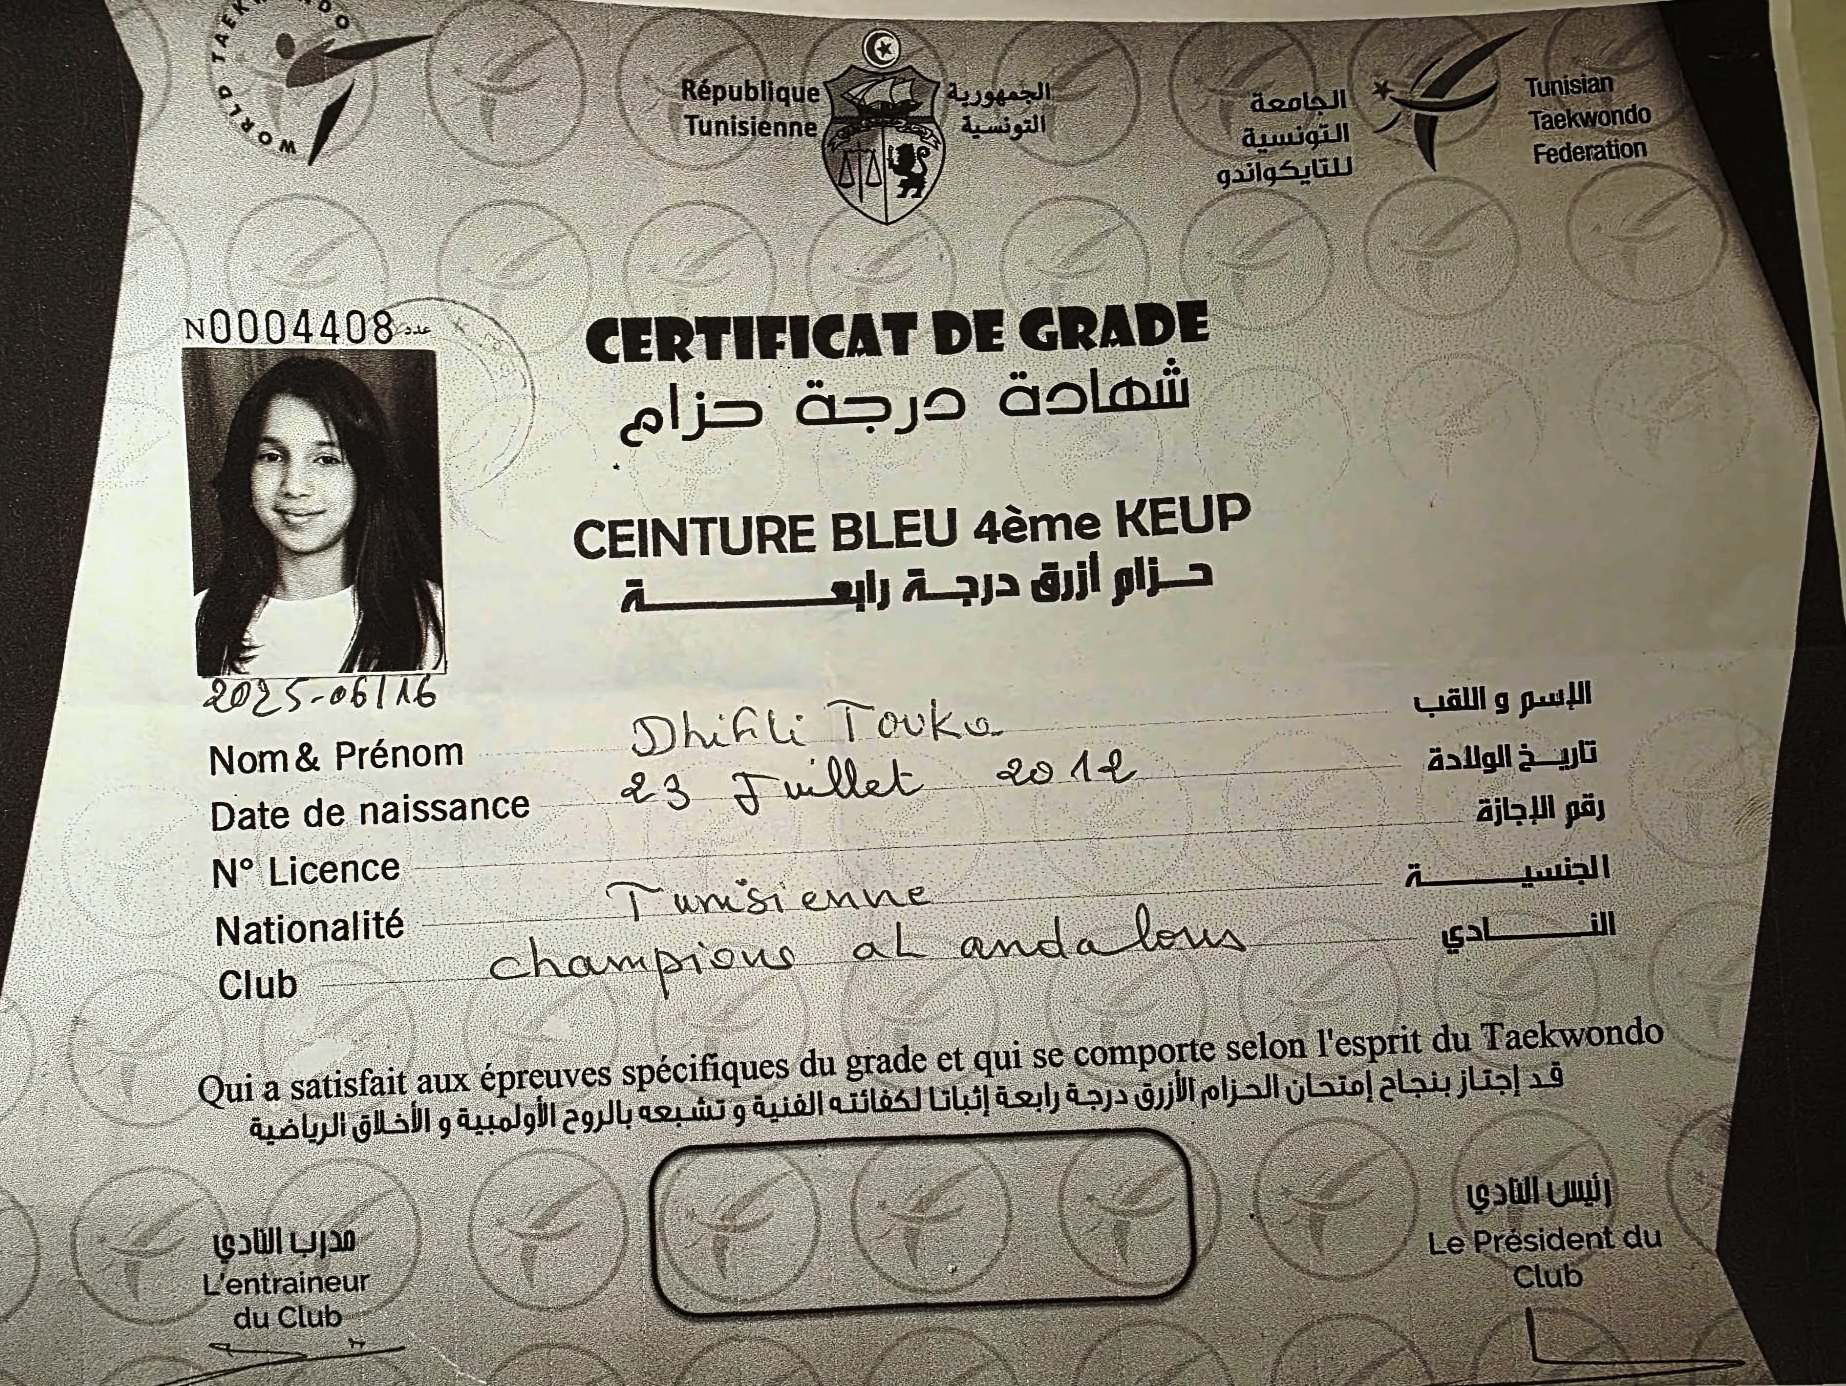 WORLD TAEKWONDO
République
Tunisienne
الجمهورية
التونسية
الجامعة
التونسية
للتايكواندو
Tunisian
Taekwondo
Federation
N0004408 عدد
CERTIFICAT DE GRADE
شهادة درجة حزام
CEINTURE BLEU 4ème KEUP
حزام أزرق درجة رابعة
2025-06/16
Nom & Prénom Dhifli Touka الإسم و اللقب
Date de naissance 23 Juillet 2012 تاريخ الولادة
N° Licence رقم الإجازة
Nationalité Tunisienne الجنسية
Club champions aL andalous النادي
Qui a satisfait aux épreuves spécifiques du grade et qui se comporte selon l'esprit du Taekwondo
قد إجتاز بنجاح إمتحان الحزام الأزرق درجة رابعة إثباتا لكفائته الفنية و تشبعه بالروح الأولمبية و الأخلاق الرياضية
مدرب النادي
L'entraineur
du Club
رئيس النادي
Le Président du
Club